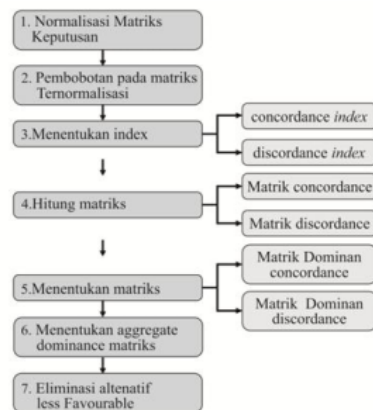 1. Normalisasi Matriks
Keputusan
2. Pembobotan pada matriks
Ternormalisasi
3.Menentukan index
concordance index
discordance index
4.Hitung matriks
Matrik concordance
Matrik discordance
5.Menentukan matriks
Matrik Dominan
concordance
Matrik Dominan
discordance
6. Menentukan aggregate
dominance matriks
7. Eliminasi altenatif
less Favourable